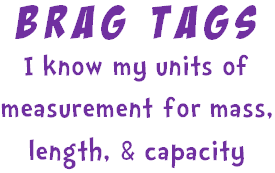 BRAG TAGS
I know my units of
measurement for mass,
length, & capacity